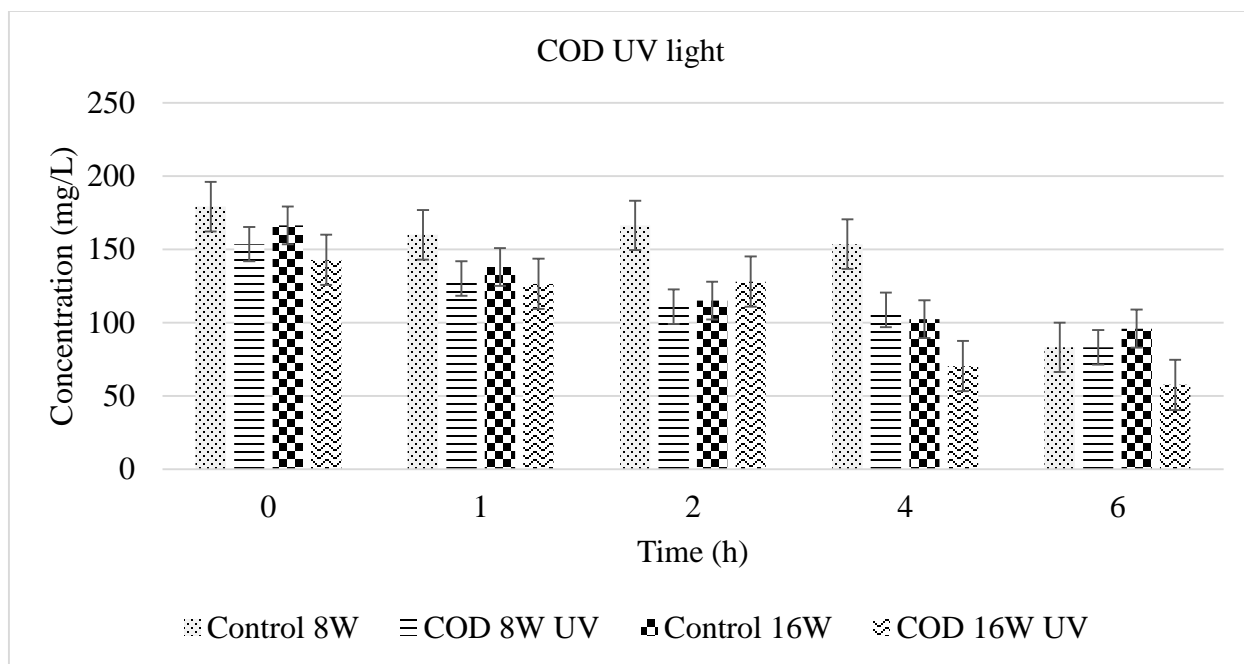 COD UV light
250
200
150
100
50
0
Concentration (mg/L)
0 1 2 4 6
Time (h)
Control 8W COD 8W UV Control 16W COD 16W UV